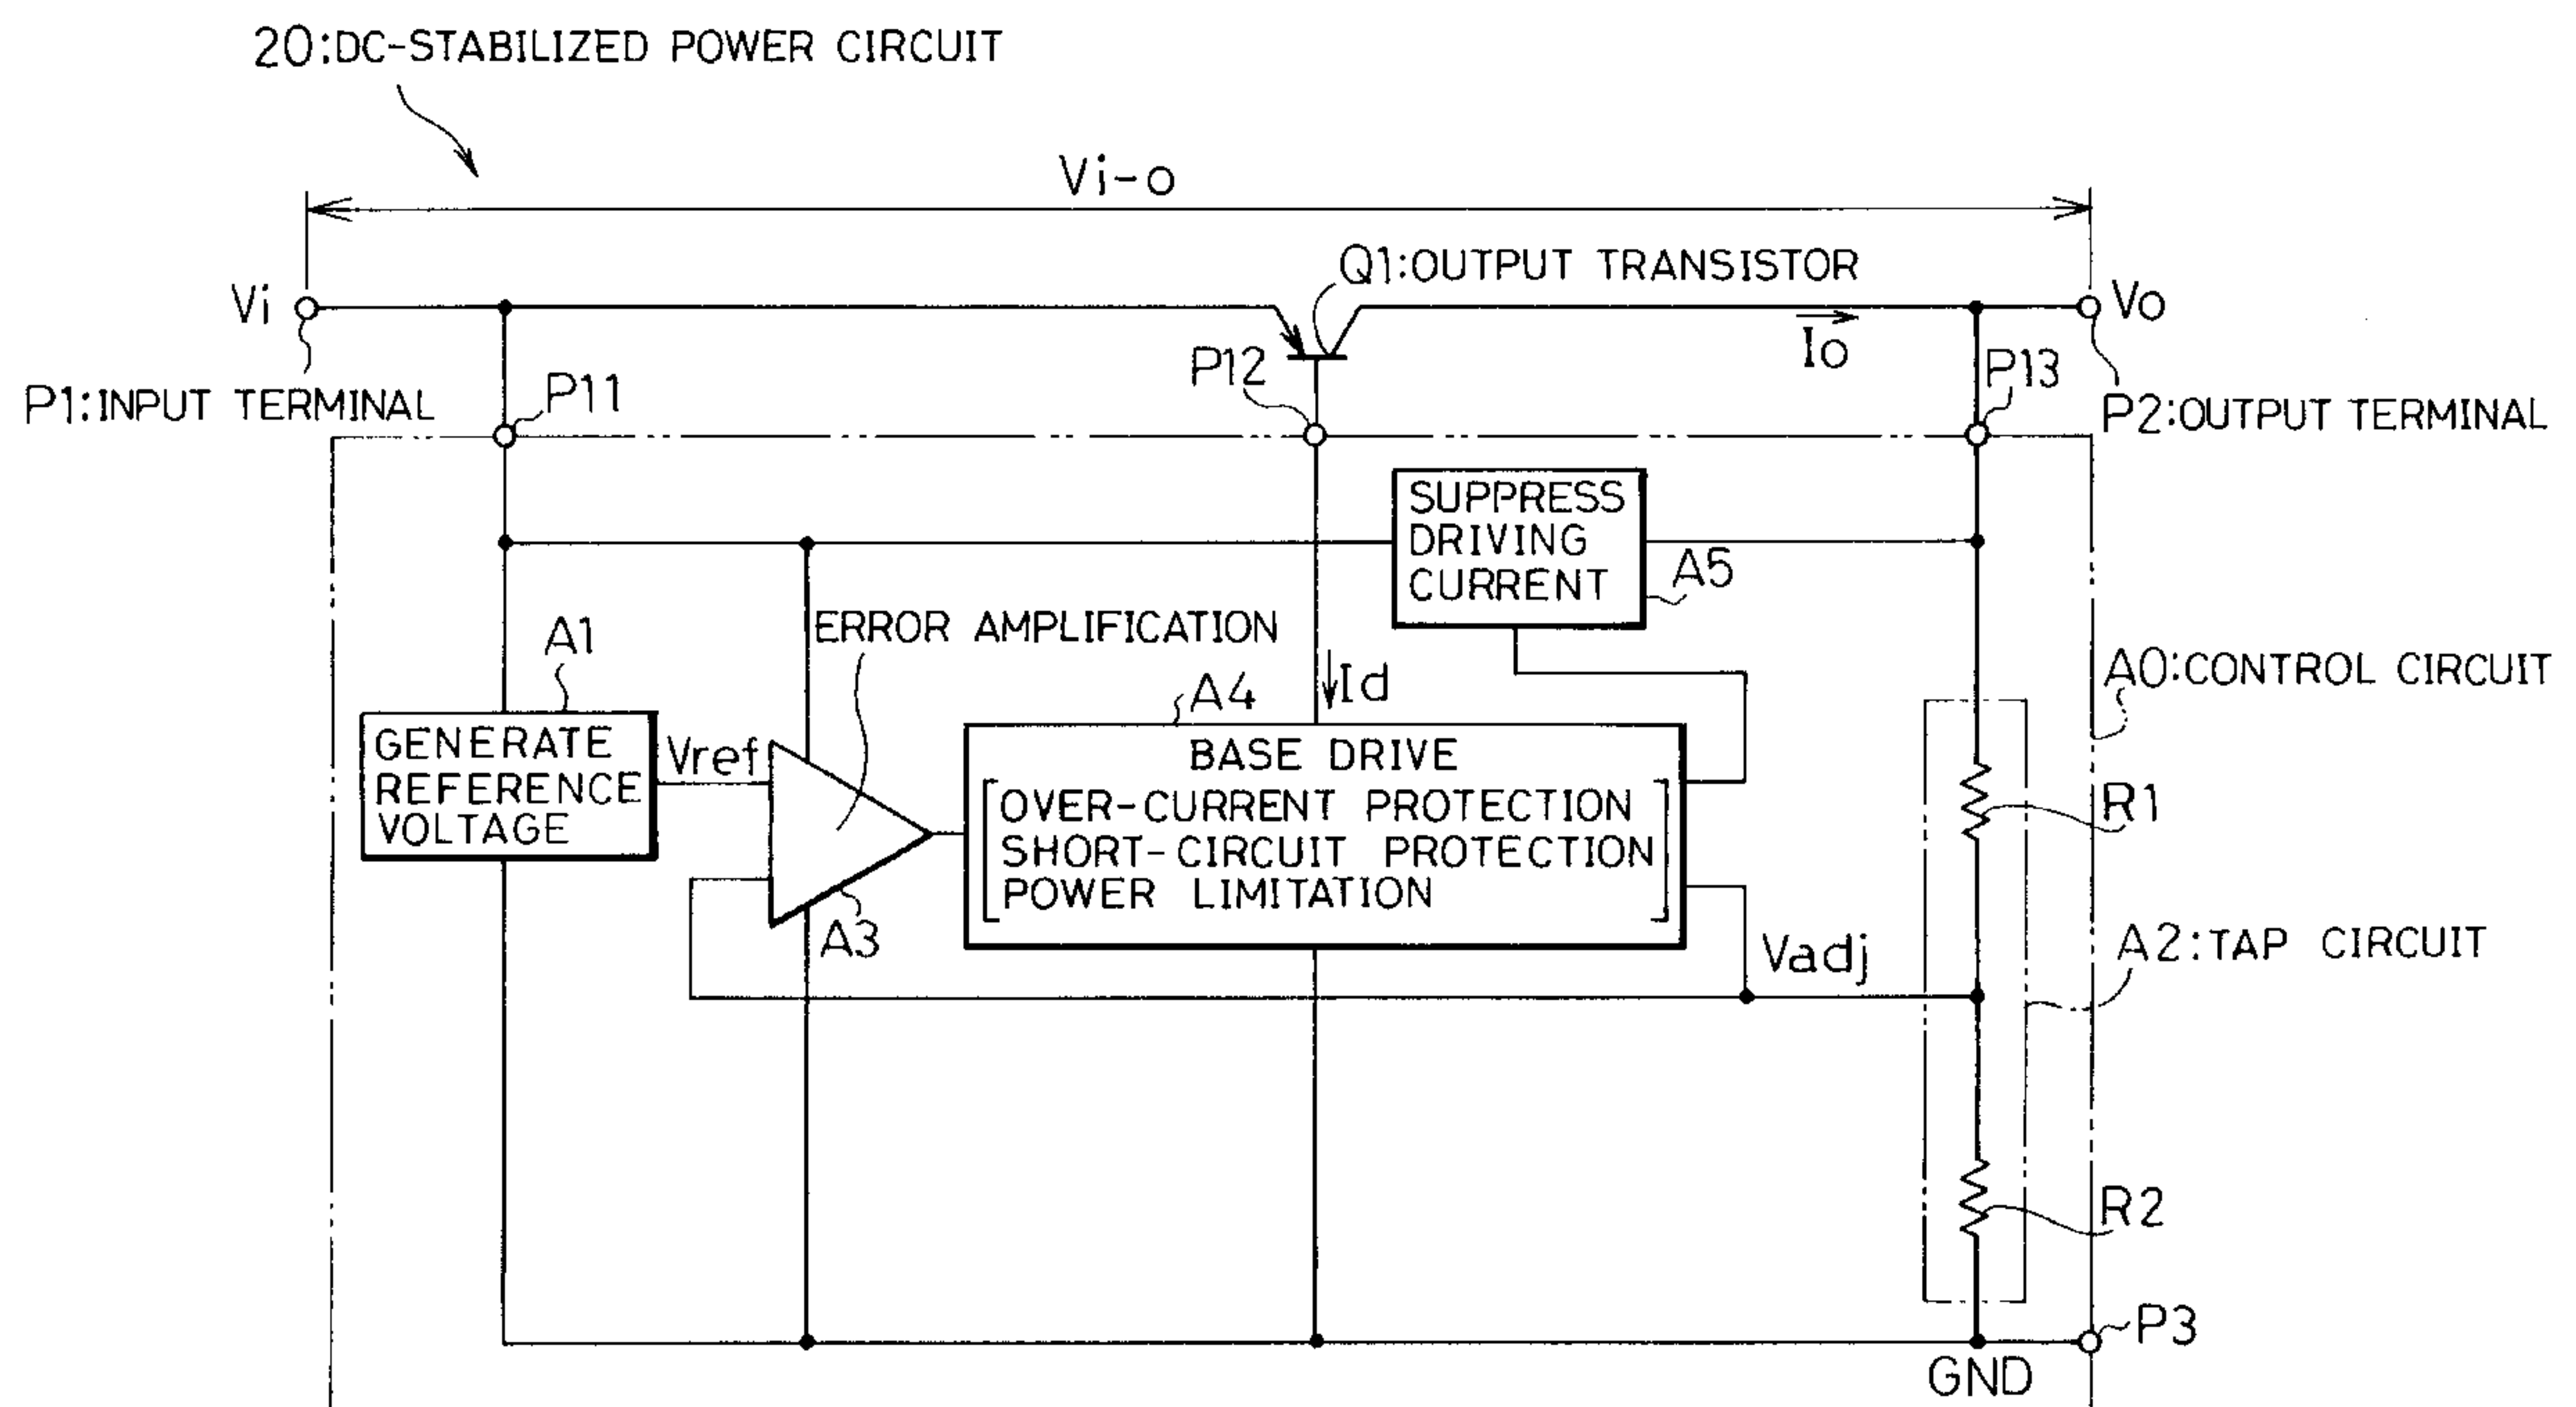 20:DC-STABILIZED POWER CIRCUIT
Vi-o
Q1:OUTPUT TRANSISTOR
Vi
Vo
Io
P12
P13
P11
P1:INPUT TERMINAL
P2:OUTPUT TERMINAL
SUPPRESS
DRIVING
CURRENT
A5
ERROR AMPLIFICATION
A1
Id
A4
A0:CONTROL CIRCUIT
GENERATE
REFERENCE
VOLTAGE
Vref
BASE DRIVE
OVER-CURRENT PROTECTION
SHORT-CIRCUIT PROTECTION
POWER LIMITATION
R1
A3
Vadj
A2:TAP CIRCUIT
R2
P3
GND